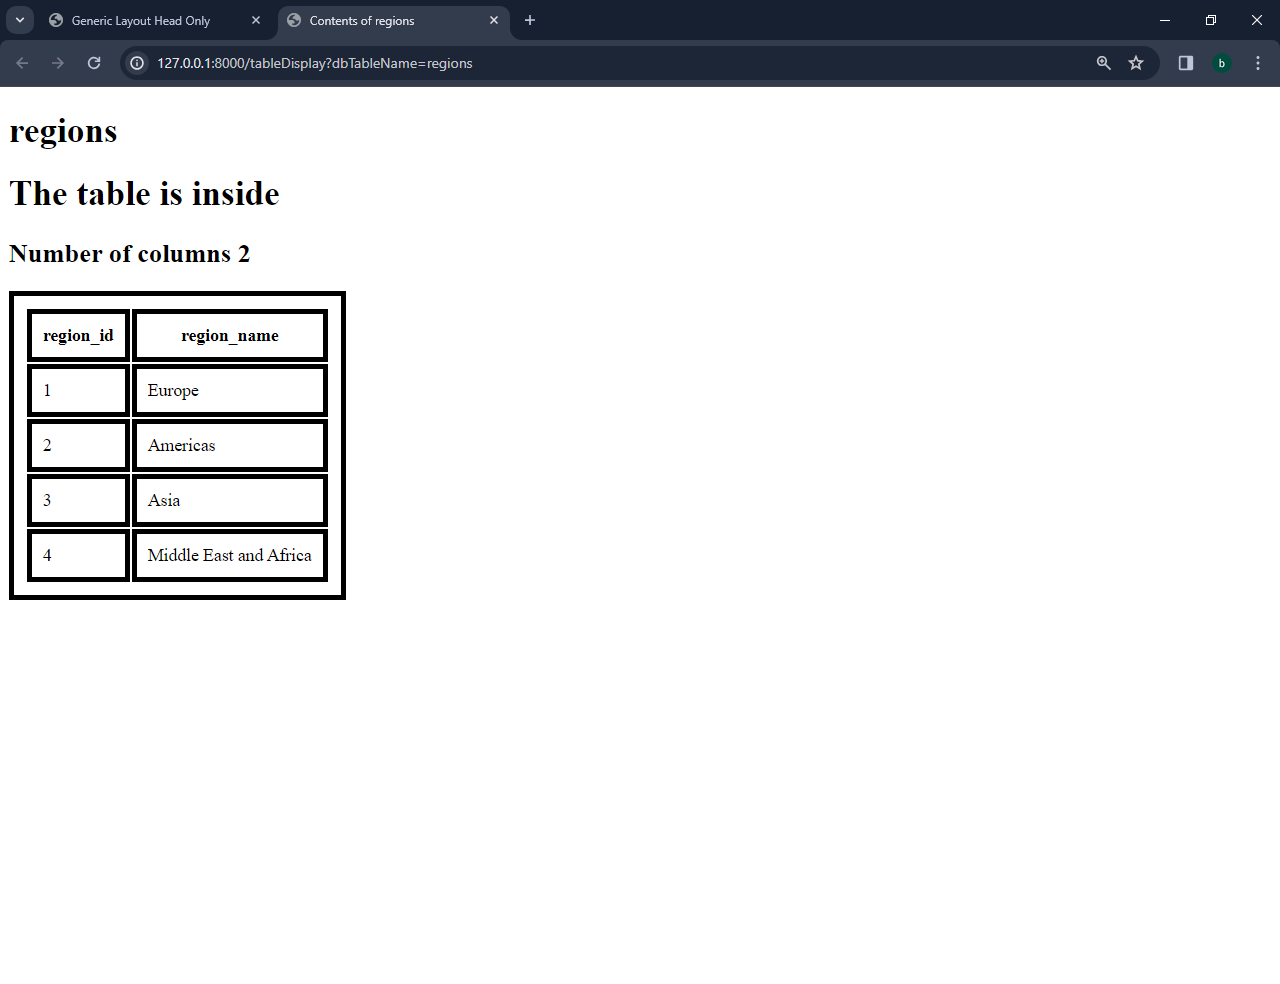 Generic Layout Head Only
Contents of regions
127.0.0.1:8000/tableDisplay?dbTableName=regions
b
regions
The table is inside
Number of columns 2
region_id region_name
1 Europe
2 Americas
3 Asia
4 Middle East and Africa